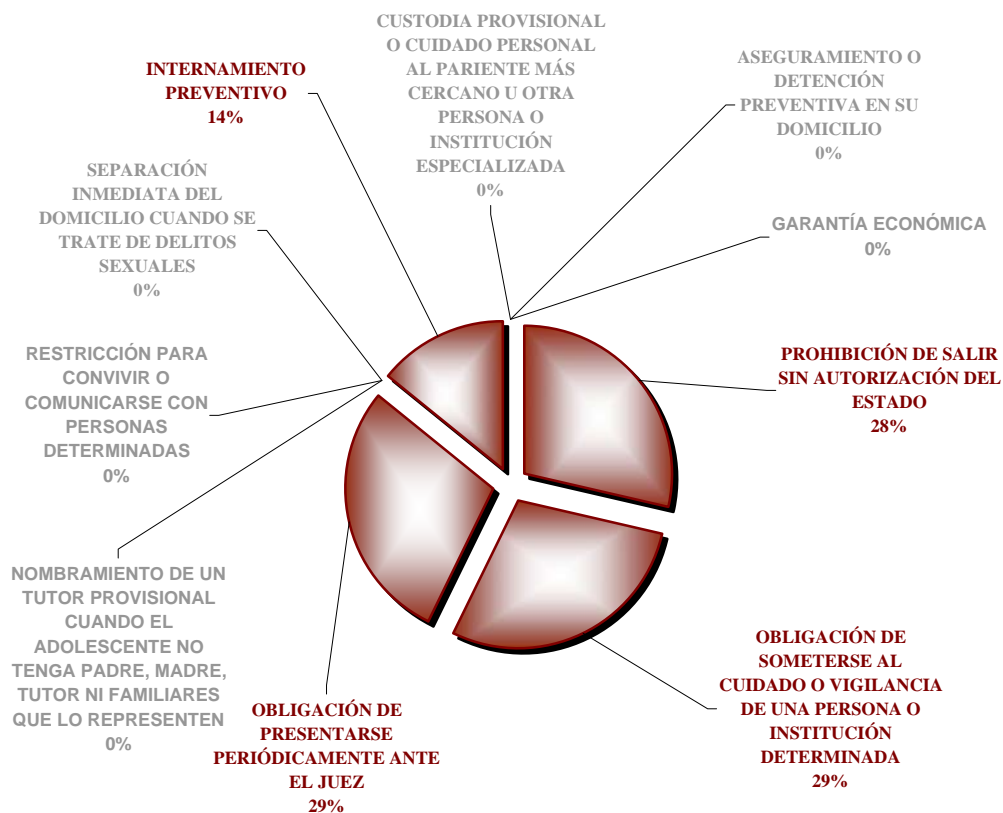 CUSTODIA PROVISIONAL
O CUIDADO PERSONAL
AL PARIENTE MÁS
CERCANO U OTRA
PERSONA O
INSTITUCIÓN
ESPECIALIZADA
0%
ASEGURAMIENTO O
DETENCIÓN
PREVENTIVA EN SU
DOMICILIO
0%
GARANTÍA ECONÓMICA
0%
PROHIBICIÓN DE SALIR
SIN AUTORIZACIÓN DEL
ESTADO
28%
OBLIGACIÓN DE
SOMETERSE AL
CUIDADO O VIGILANCIA
DE UNA PERSONA O
INSTITUCIÓN
DETERMINADA
29%
OBLIGACIÓN DE
PRESENTARSE
PERIÓDICAMENTE ANTE
EL JUEZ
29%
NOMBRAMIENTO DE UN
TUTOR PROVISIONAL
CUANDO EL
ADOLESCENTE NO
TENGA PADRE, MADRE,
TUTOR NI FAMILIARES
QUE LO REPRESENTEN
0%
RESTRICCIÓN PARA
CONVIVIR O
COMUNICARSE CON
PERSONAS
DETERMINADAS
0%
SEPARACIÓN
INMEDIATA DEL
DOMICILIO CUANDO SE
TRATE DE DELITOS
SEXUALES
0%
INTERNAMIENTO
PREVENTIVO
14%